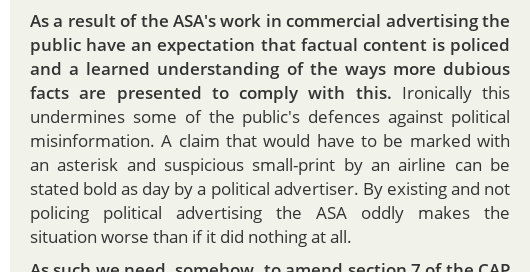 As a result of the ASA's work in commercial advertising the
public have an expectation that factual content is policed
and a learned understanding of the ways more dubious
facts are presented to comply with this. Ironically this
undermines some of the public's defences against political
misinformation. A claim that would have to be marked with
an asterisk and suspicious small-print by an airline can be
stated bold as day by a political advertiser. By existing and not
policing political advertising the ASA oddly makes the
situation worse than if it did nothing at all.
As such we need, somehow, to amend section 7 of the CAP